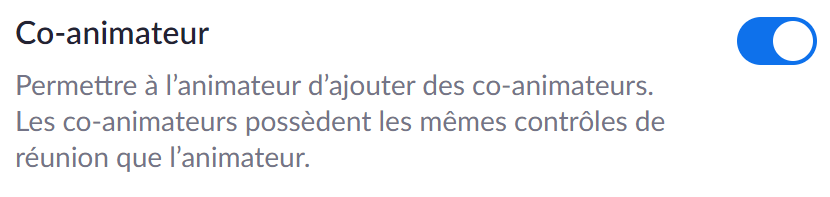 Co-animateur
Permettre à l’animateur d’ajouter des co-animateurs.
Les co-animateurs possèdent les mêmes contrôles de
réunion que l’animateur.